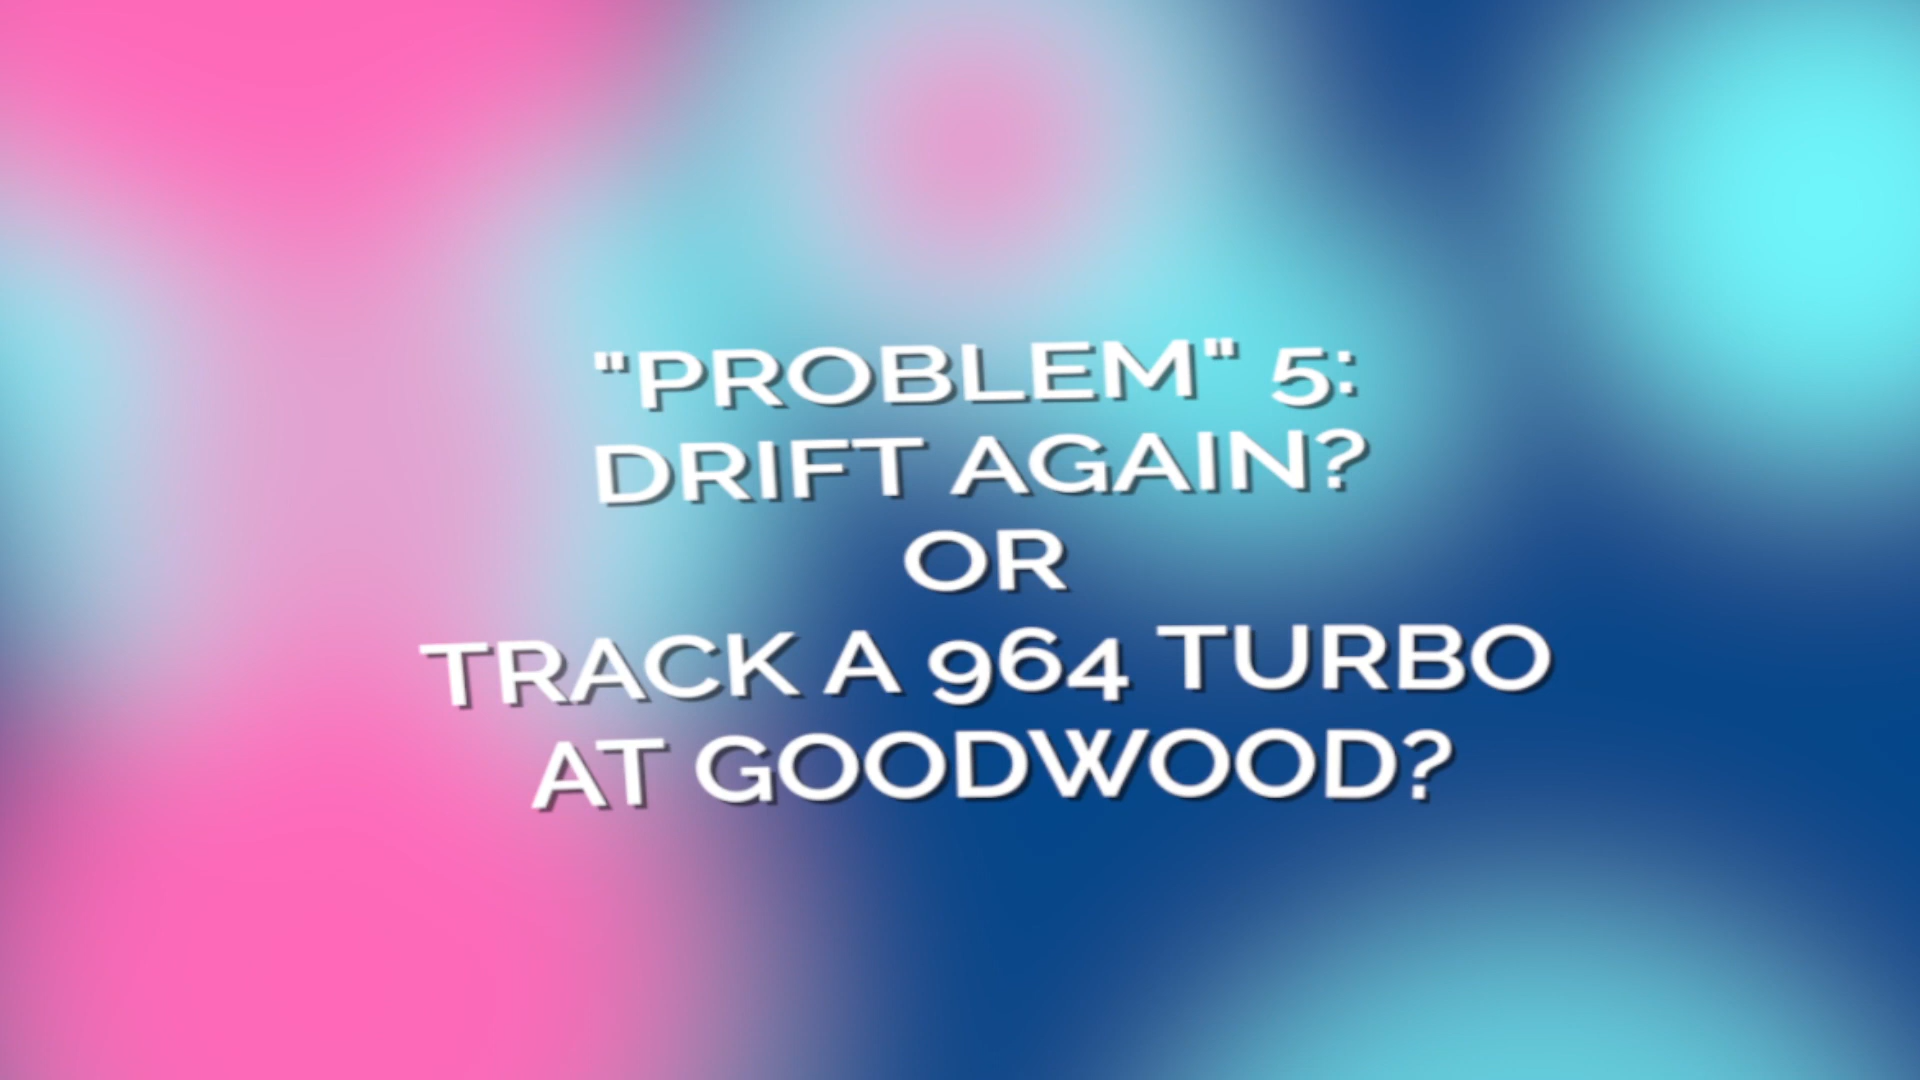 "PROBLEM" 5:
DRIFT AGAIN?
OR
TRACK A 964 TURBO
AT GOODWOOD?